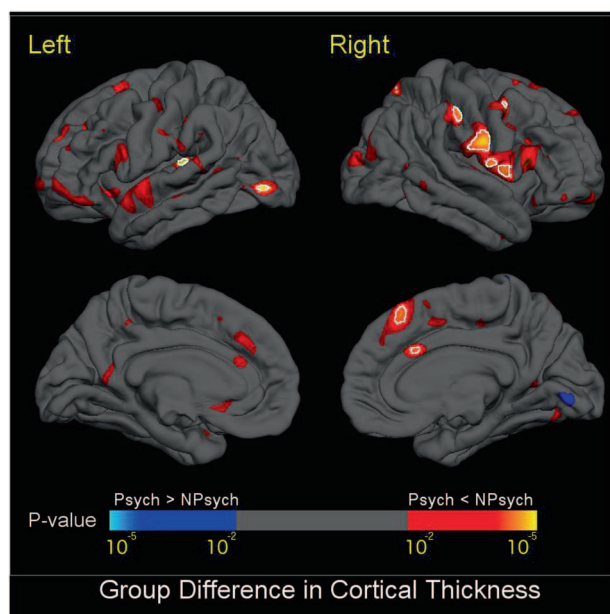 Left Right
Psych > NPsych Psych < NPsych
P-value
10-5 10-2 10-2 10-5
Group Difference in Cortical Thickness